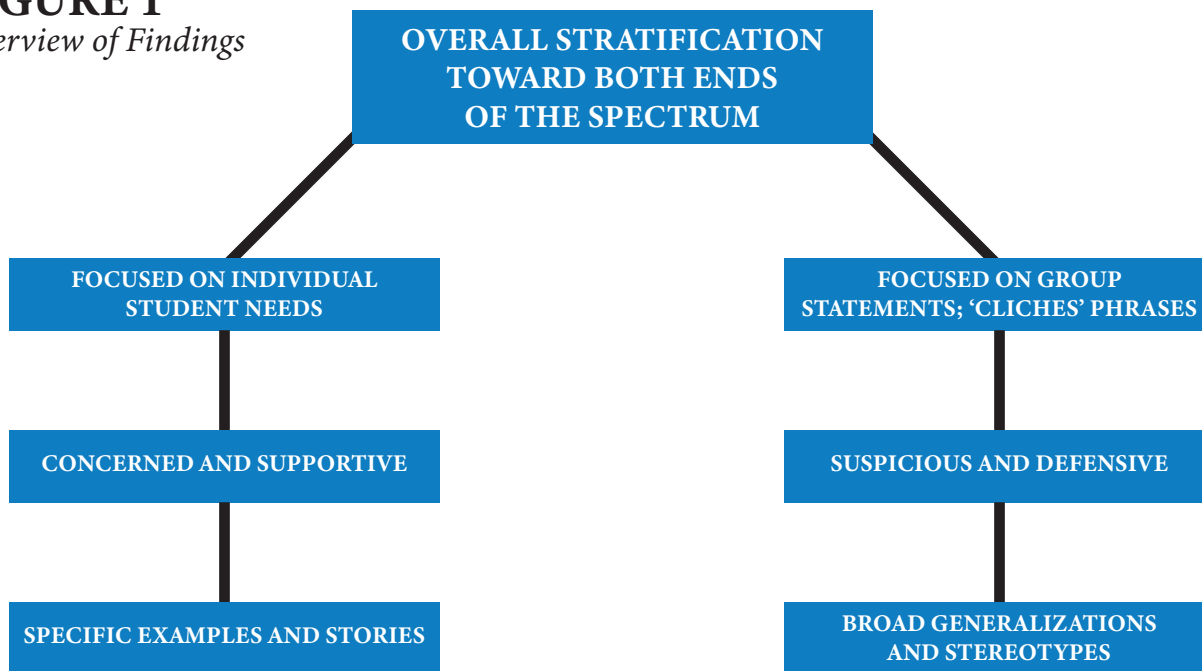 GURE 1
erview of Findings
OVERALL STRATIFICATION
TOWARD BOTH ENDS
OF THE SPECTRUM
FOCUSED ON INDIVIDUAL
STUDENT NEEDS
FOCUSED ON GROUP
STATEMENTS; ‘CLICHES’ PHRASES
CONCERNED AND SUPPORTIVE
SUSPICIOUS AND DEFENSIVE
SPECIFIC EXAMPLES AND STORIES
BROAD GENERALIZATIONS
AND STEREOTYPES